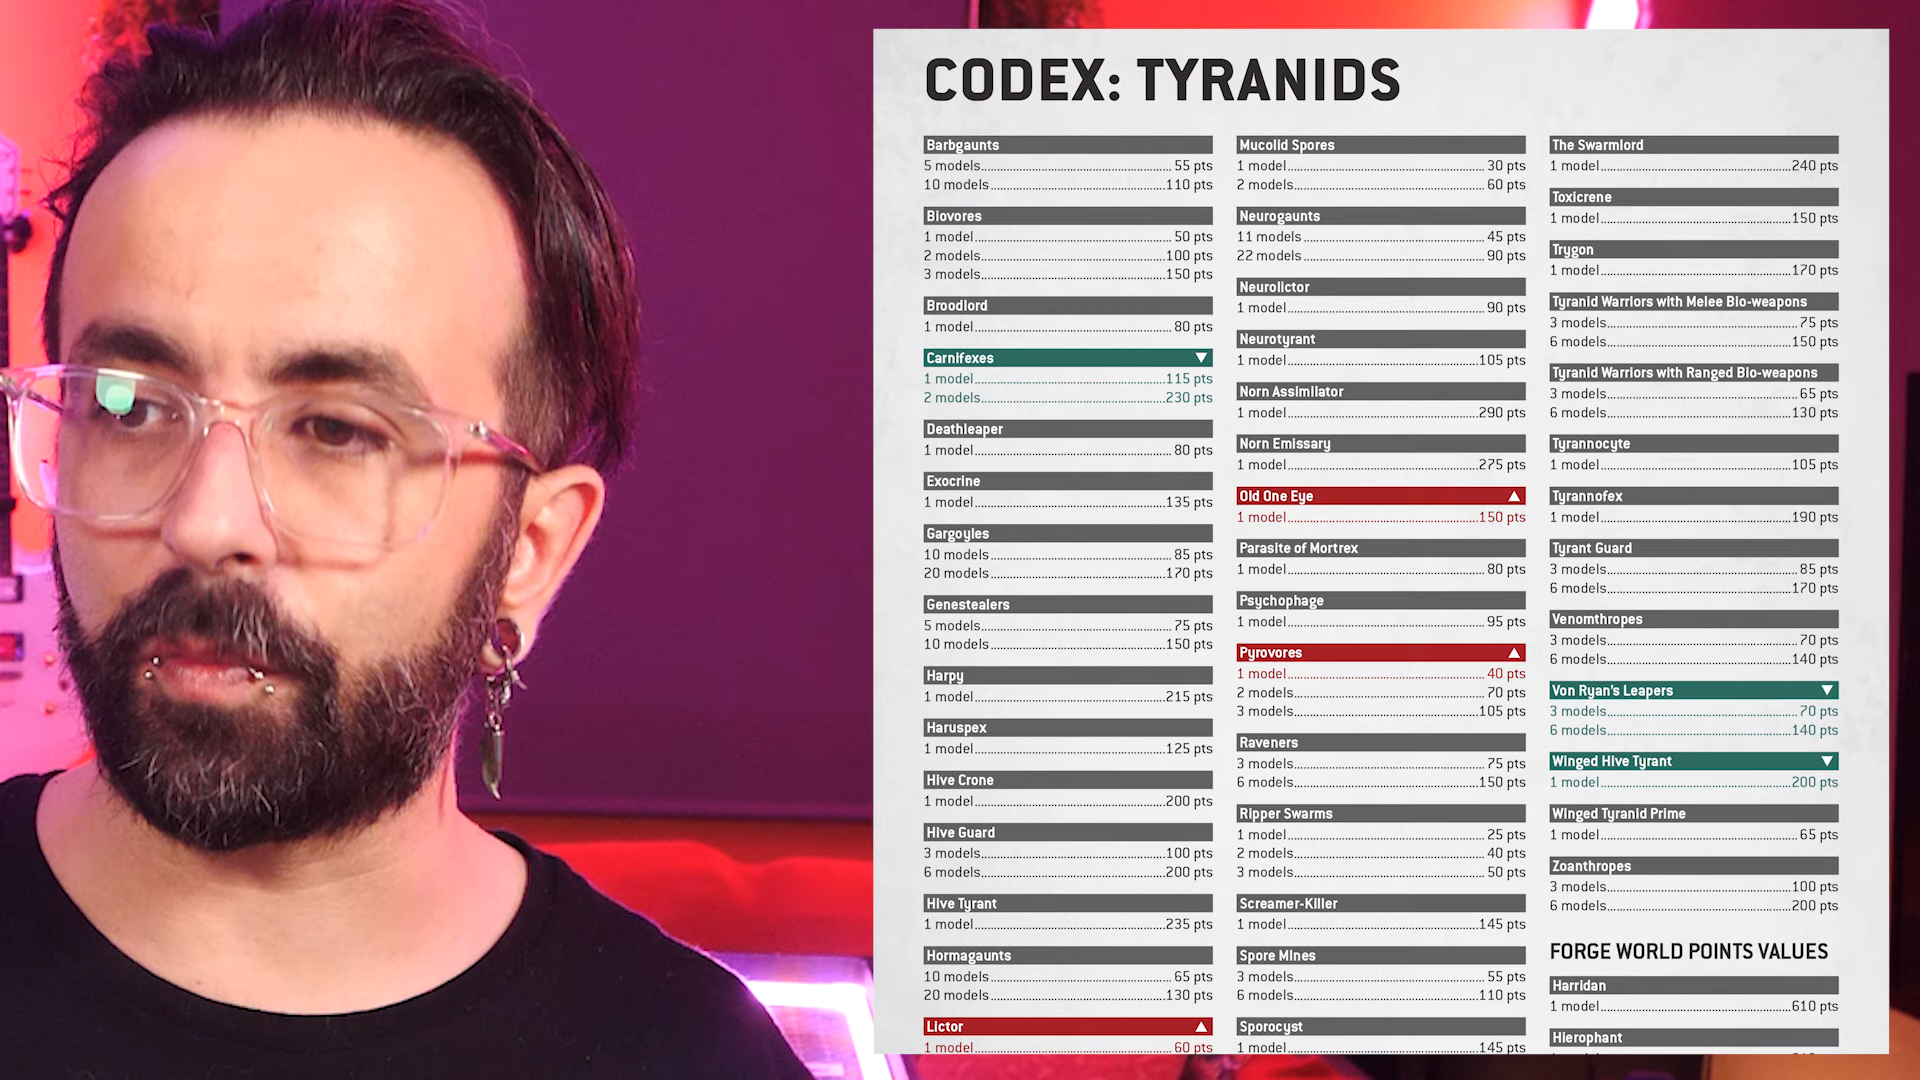 CODEX: TYRANIDS
Barbgaunts
5 models 55 pts
10 models 110 pts
Biovores
1 model 50 pts
2 models 100 pts
3 models 150 pts
Broodlord
1 model 80 pts
Carnifexes ▼
1 model 115 pts
2 models 230 pts
Deathleaper
1 model 80 pts
Exocrine
1 model 135 pts
Gargoyles
10 models 85 pts
20 models 170 pts
Genestealers
5 models 75 pts
10 models 150 pts
Harpy
1 model 215 pts
Haruspex
1 model 125 pts
Hive Crone
1 model 200 pts
Hive Guard
3 models 100 pts
6 models 200 pts
Hive Tyrant
1 model 235 pts
Hormagaunts
10 models 65 pts
20 models 130 pts
Lictor ▲
1 model 60 pts
Mucolid Spores
1 model 30 pts
2 models 60 pts
Neurogaunts
11 models 45 pts
22 models 90 pts
Neurolictor
1 model 90 pts
Neurotyrant
1 model 105 pts
Norn Assimilator
1 model 290 pts
Norn Emissary
1 model 275 pts
Old One Eye ▲
1 model 150 pts
Parasite of Mortrex
1 model 80 pts
Psychophage
1 model 95 pts
Pyrovores ▲
1 model 40 pts
2 models 70 pts
3 models 105 pts
Raveners
3 models 75 pts
6 models 150 pts
Ripper Swarms
1 model 25 pts
2 models 40 pts
3 models 50 pts
Screamer-Killer
1 model 145 pts
Spore Mines
3 models 55 pts
6 models 110 pts
Sporocyst
1 model 145 pts
The Swarmlord
1 model 240 pts
Toxicrene
1 model 150 pts
Trygon
1 model 170 pts
Tyranid Warriors with Melee Bio-weapons
3 models 75 pts
6 models 150 pts
Tyranid Warriors with Ranged Bio-weapons
3 models 65 pts
6 models 130 pts
Tyrannocyte
1 model 105 pts
Tyrannofex
1 model 190 pts
Tyrant Guard
3 models 85 pts
6 models 170 pts
Venomthropes
3 models 70 pts
6 models 140 pts
Von Ryan's Leapers ▼
3 models 70 pts
6 models 140 pts
Winged Hive Tyrant ▼
1 model 200 pts
Winged Tyranid Prime
1 model 65 pts
Zoanthropes
3 models 100 pts
6 models 200 pts
FORGE WORLD POINTS VALUES
Harridan
1 model 610 pts
Hierophant